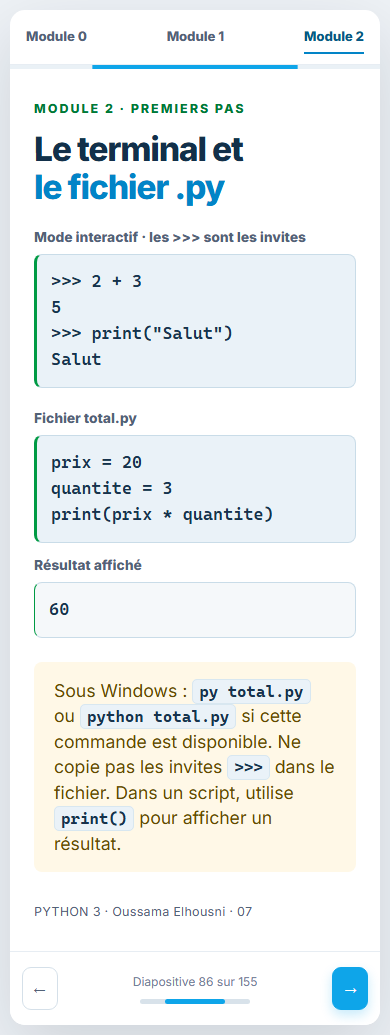 Module 0 Module 1 Module 2
MODULE 2 · PREMIERS PAS
Le terminal et
le fichier .py
Mode interactif · les >>> sont les invites
>>> 2 + 3
5
>>> print("Salut")
Salut
Fichier total.py
prix = 20
quantite = 3
print(prix * quantite)
Résultat affiché
60
Sous Windows : py total.py
ou python total.py si cette
commande est disponible. Ne
copie pas les invites >>> dans le
fichier. Dans un script, utilise
print() pour afficher un
résultat.
PYTHON 3 · Oussama Elhousni · 07
← Diapositive 86 sur 155 →